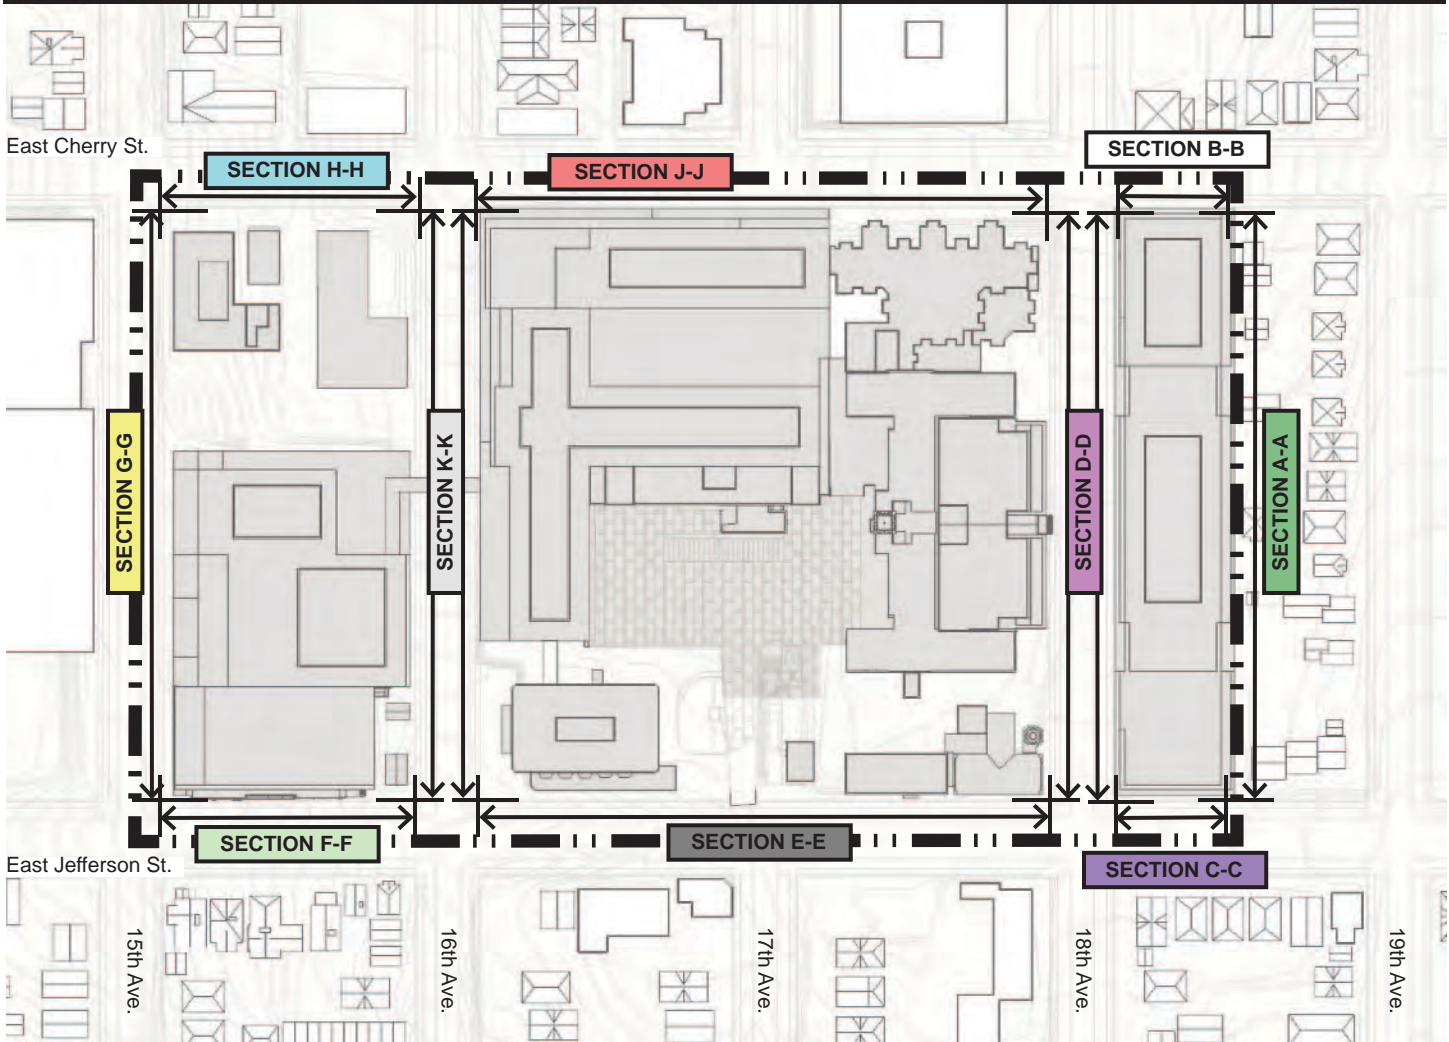 East Cherry St.
SECTION H-H
SECTION J-J
SECTION B-B
SECTION G-G
SECTION K-K
SECTION D-D
SECTION A-A
SECTION F-F
SECTION E-E
SECTION C-C
East Jefferson St.
15th Ave.
16th Ave.
17th Ave.
18th Ave.
19th Ave.